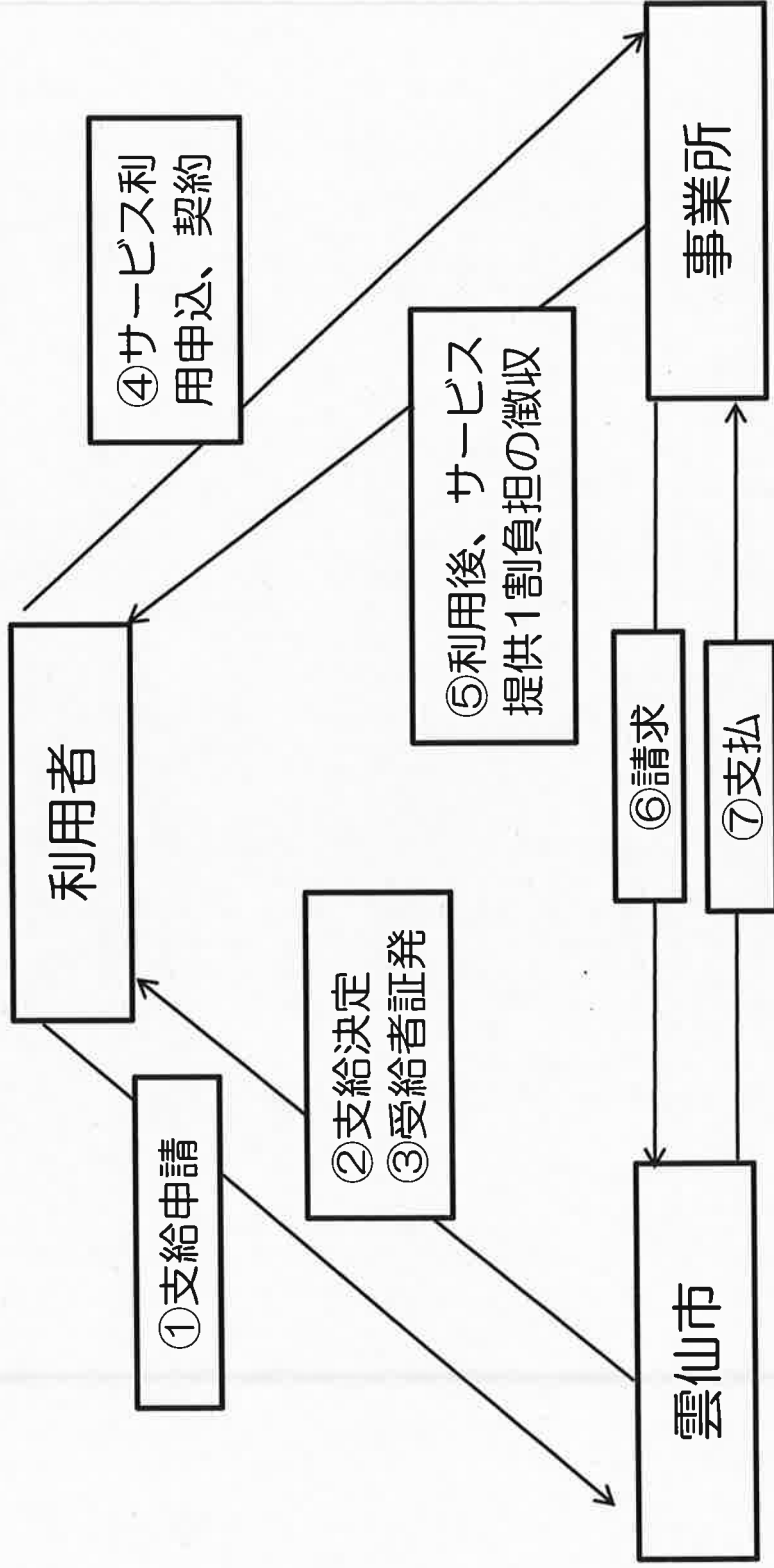 利用者
①支給申請
②支給決定
③受給者証発
④サービス利
用申込、契約
⑤利用後、サービス
提供1割負担の徴収
⑥請求
⑦支払
雲仙市
事業所